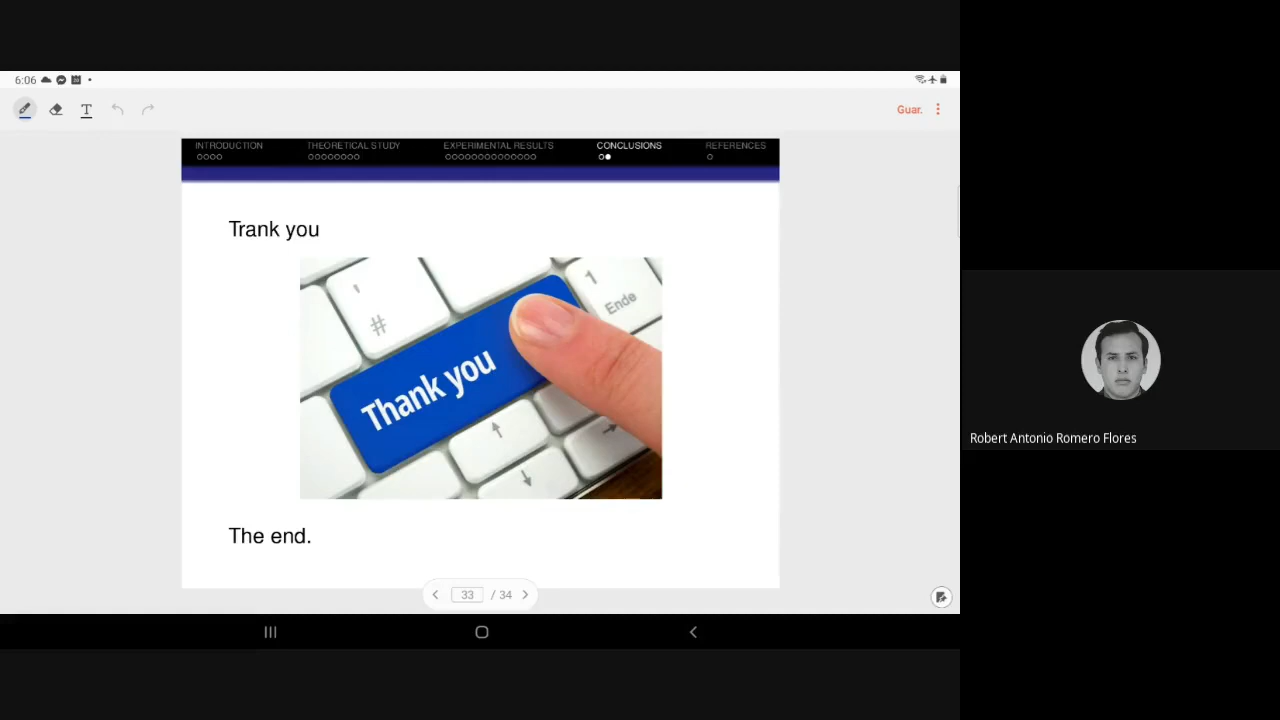 6:06
Guar.
INTRODUCTION THEORETICAL STUDY EXPERIMENTAL RESULTS CONCLUSIONS REFERENCES
Trank you
' #
1 Ende
Thank you
The end.
33 / 34
Robert Antonio Romero Flores